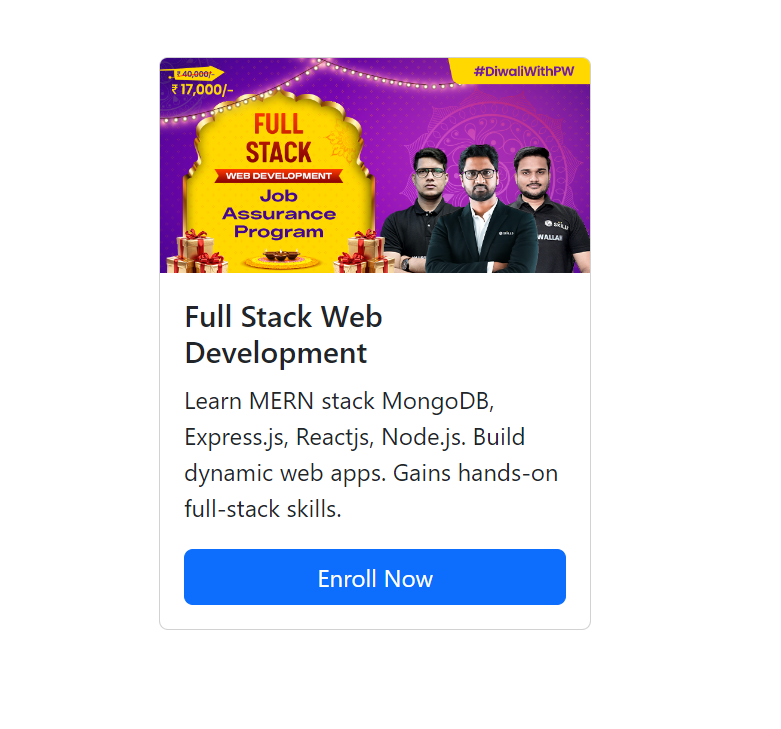 ₹ 40,000/-
₹ 17,000/-
#DiwaliWithPW
FULL
STACK
WEB DEVELOPMENT
Job
Assurance
Program
SKILLS
SKILLS
WALLAH
Full Stack Web
Development
Learn MERN stack MongoDB,
Express.js, Reactjs, Node.js. Build
dynamic web apps. Gains hands-on
full-stack skills.
Enroll Now